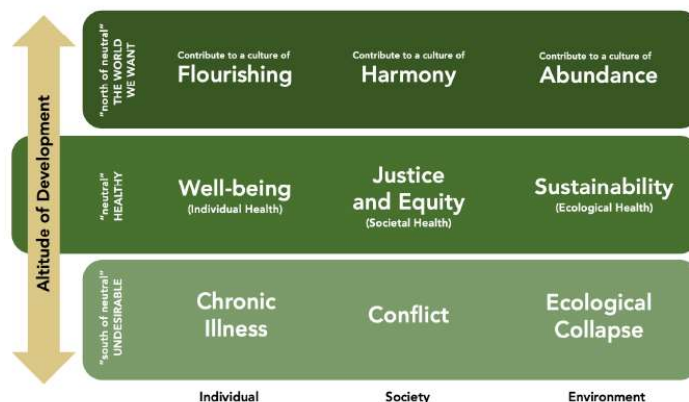 Altitude of Development
"north of neutral"
THE WORLD
WE WANT
Contribute to a culture of
Flourishing
Contribute to a culture of
Harmony
Contribute to a culture of
Abundance
"neutral"
HEALTHY
Well-being
(Individual Health)
Justice
and Equity
(Societal Health)
Sustainability
(Ecological Health)
"south of neutral"
UNDESIRABLE
Chronic
Illness
Conflict
Ecological
Collapse
Individual
Society
Environment